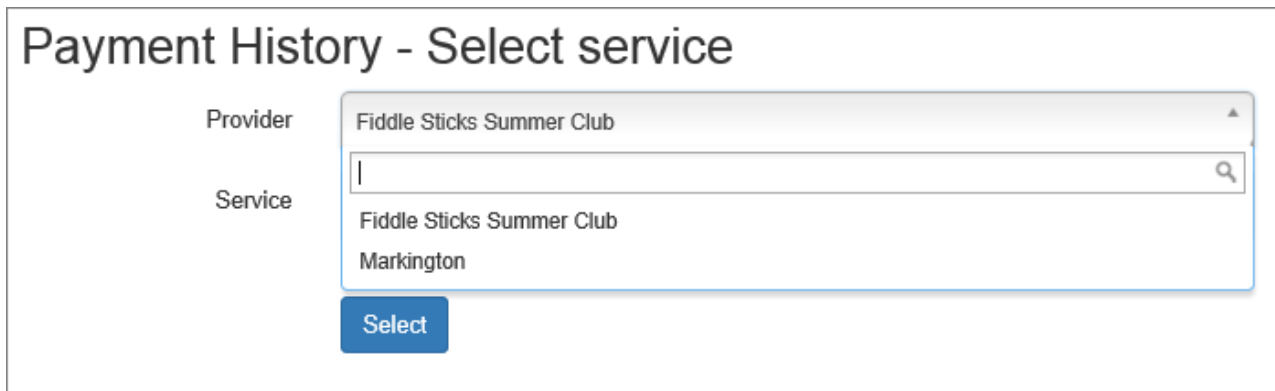 Payment History - Select service
Provider
Fiddle Sticks Summer Club
Service
Fiddle Sticks Summer Club
Markington
Select